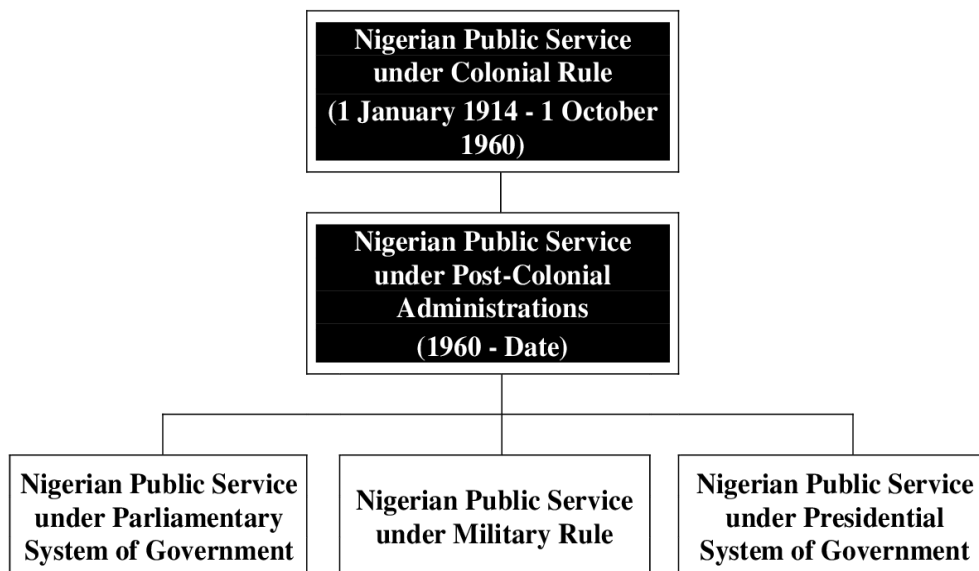 Nigerian Public Service
under Colonial Rule
(1 January 1914 - 1 October
1960)
Nigerian Public Service
under Post-Colonial
Administrations
(1960 - Date)
Nigerian Public Service
under Parliamentary
System of Government
Nigerian Public Service
under Military Rule
Nigerian Public Service
under Presidential
System of Government